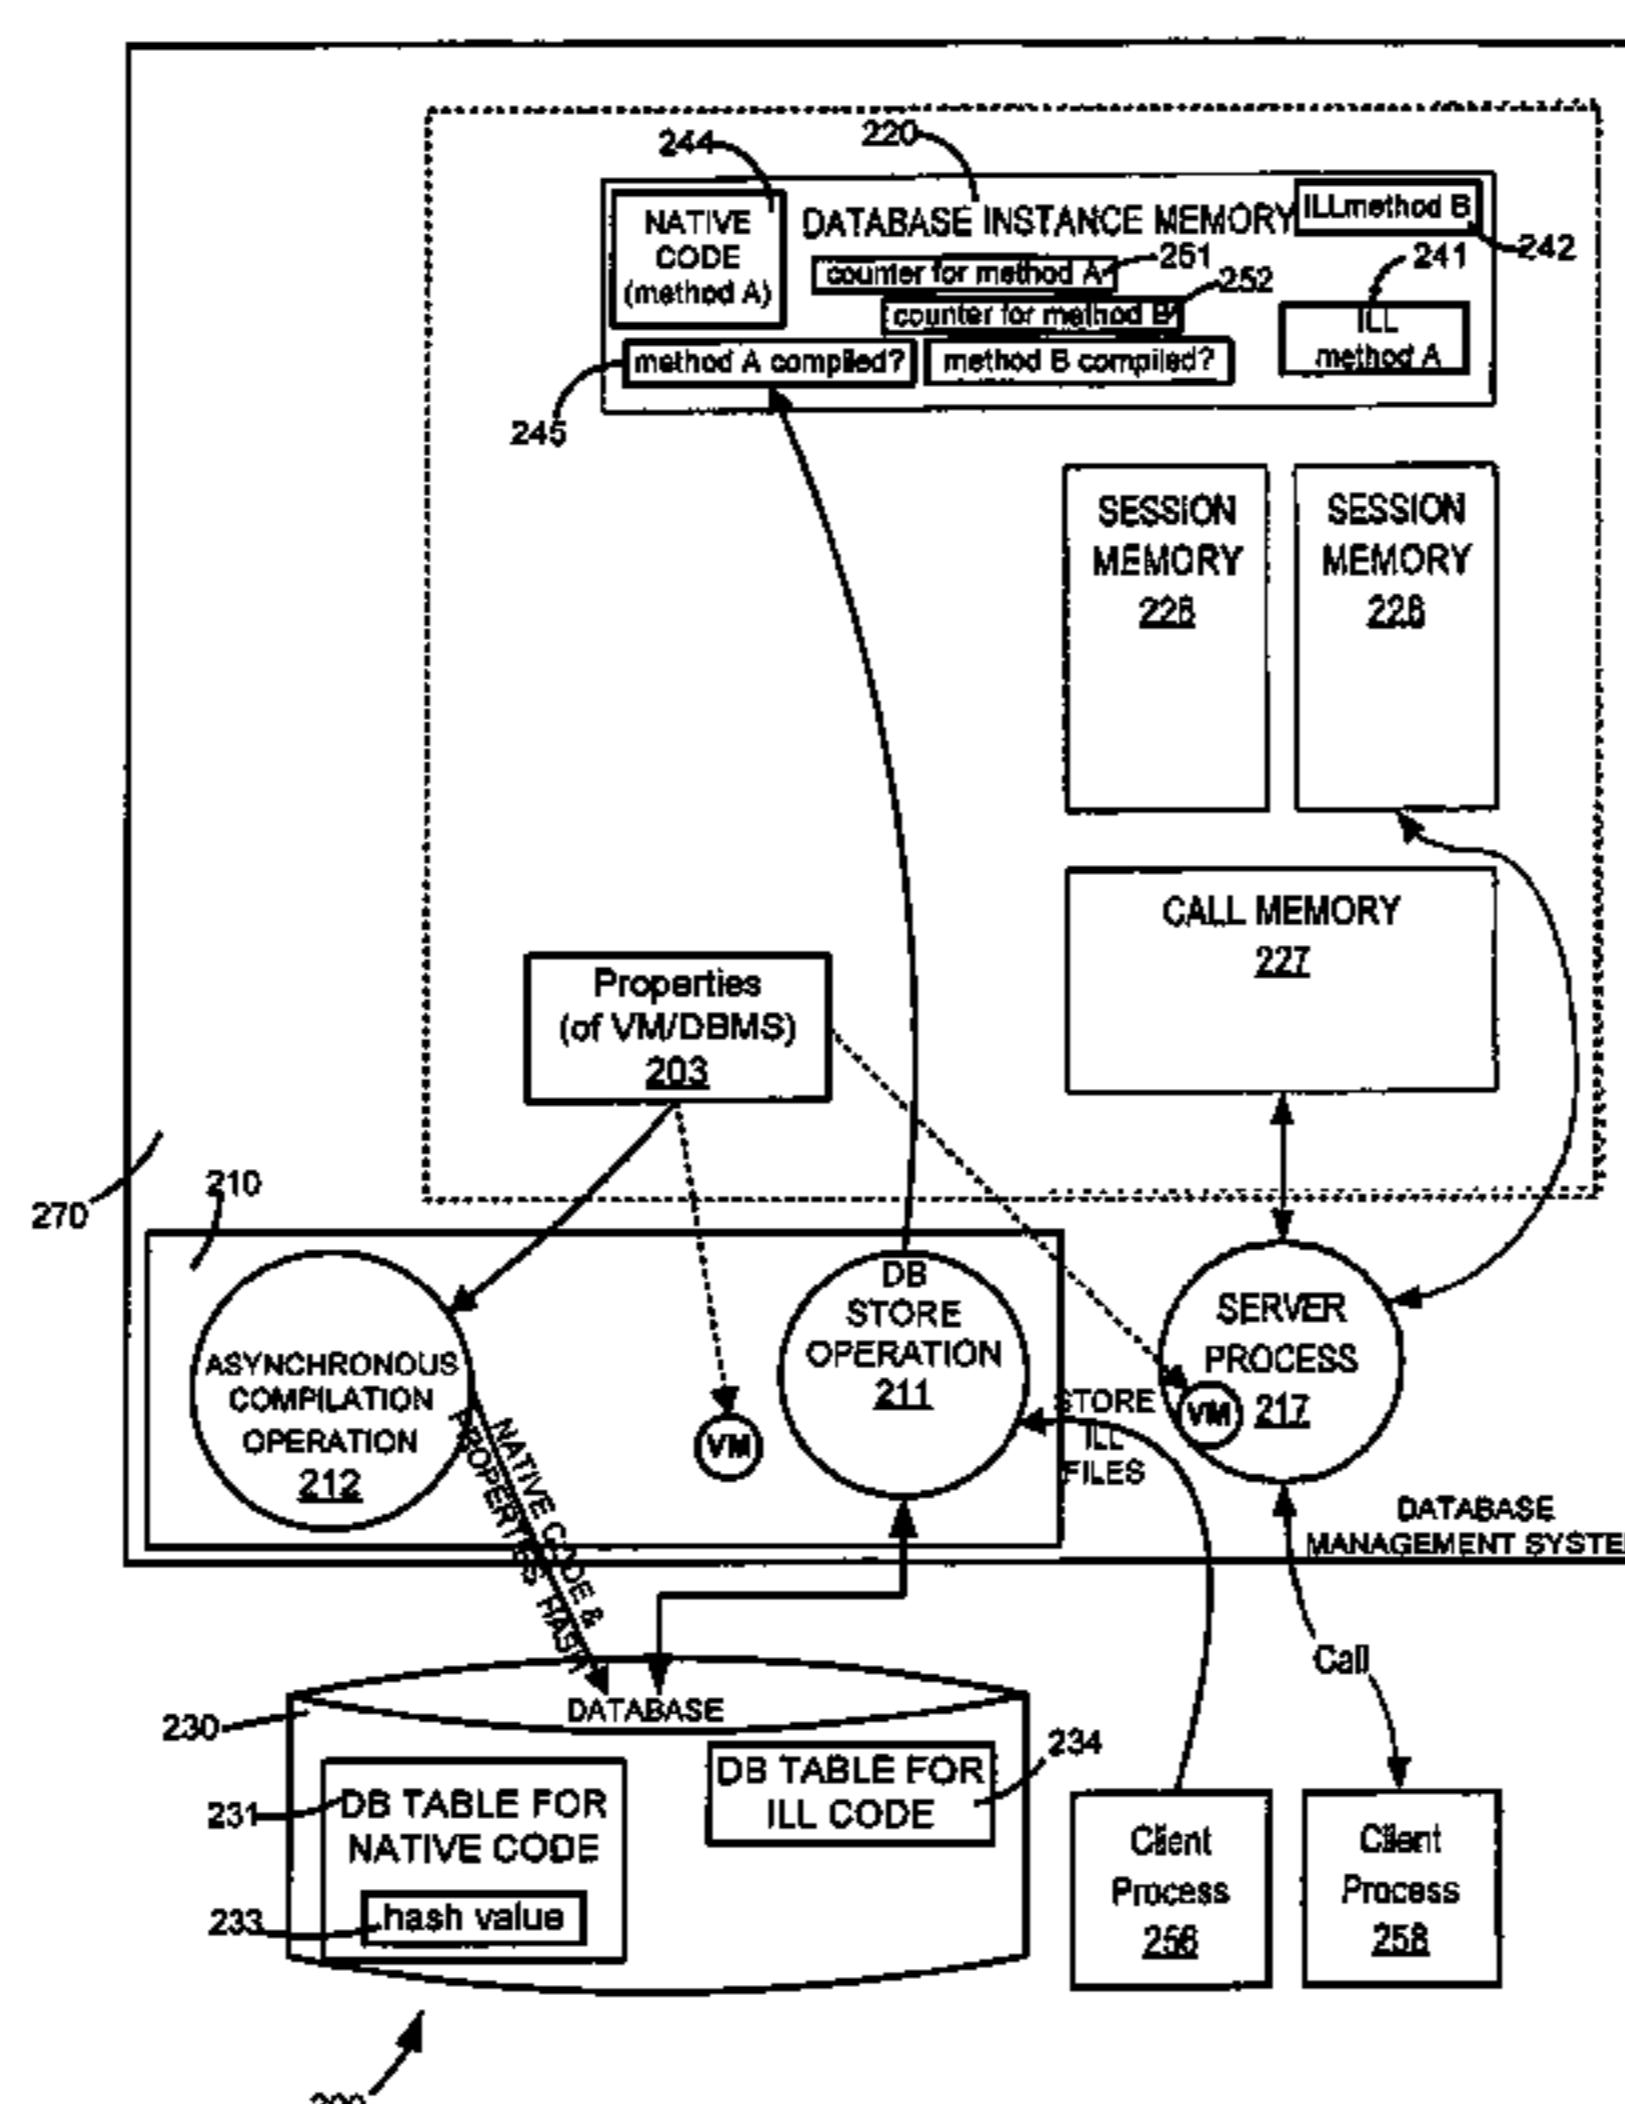 244
220
NATIVE
CODE
(method A)
DATABASE INSTANCE MEMORY
ILLmethod B
242
counter for method A
251
241
counter for method B
252
ILL
method A
method A compiled?
method B compiled?
245
SESSION
MEMORY
226
SESSION
MEMORY
226
CALL MEMORY
227
Properties
(of VM/DBMS)
203
270
210
ASYNCHRONOUS
COMPILATION
OPERATION
212
NATIVE CODE &
PROPERTIES HASH
VM
DB
STORE
OPERATION
211
STORE
ILL
FILES
SERVER
PROCESS
217
VM
DATABASE
MANAGEMENT SYSTE
Call
DATABASE
230
231
DB TABLE FOR
NATIVE CODE
233
hash value
DB TABLE FOR
ILL CODE
234
Client
Process
256
Client
Process
258